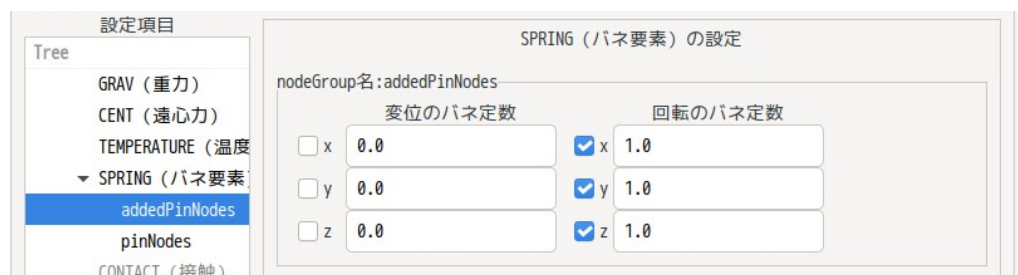 設定項目
Tree
GRAV (重力)
CENT (遠心力)
TEMPERATURE (温度
SPRING (バネ要素)
addedPinNodes
pinNodes
CONTACT (接触)
SPRING (バネ要素) の設定
nodeGroup名:addedPinNodes
変位のバネ定数 回転のバネ定数
x 0.0 x 1.0
y 0.0 y 1.0
z 0.0 z 1.0